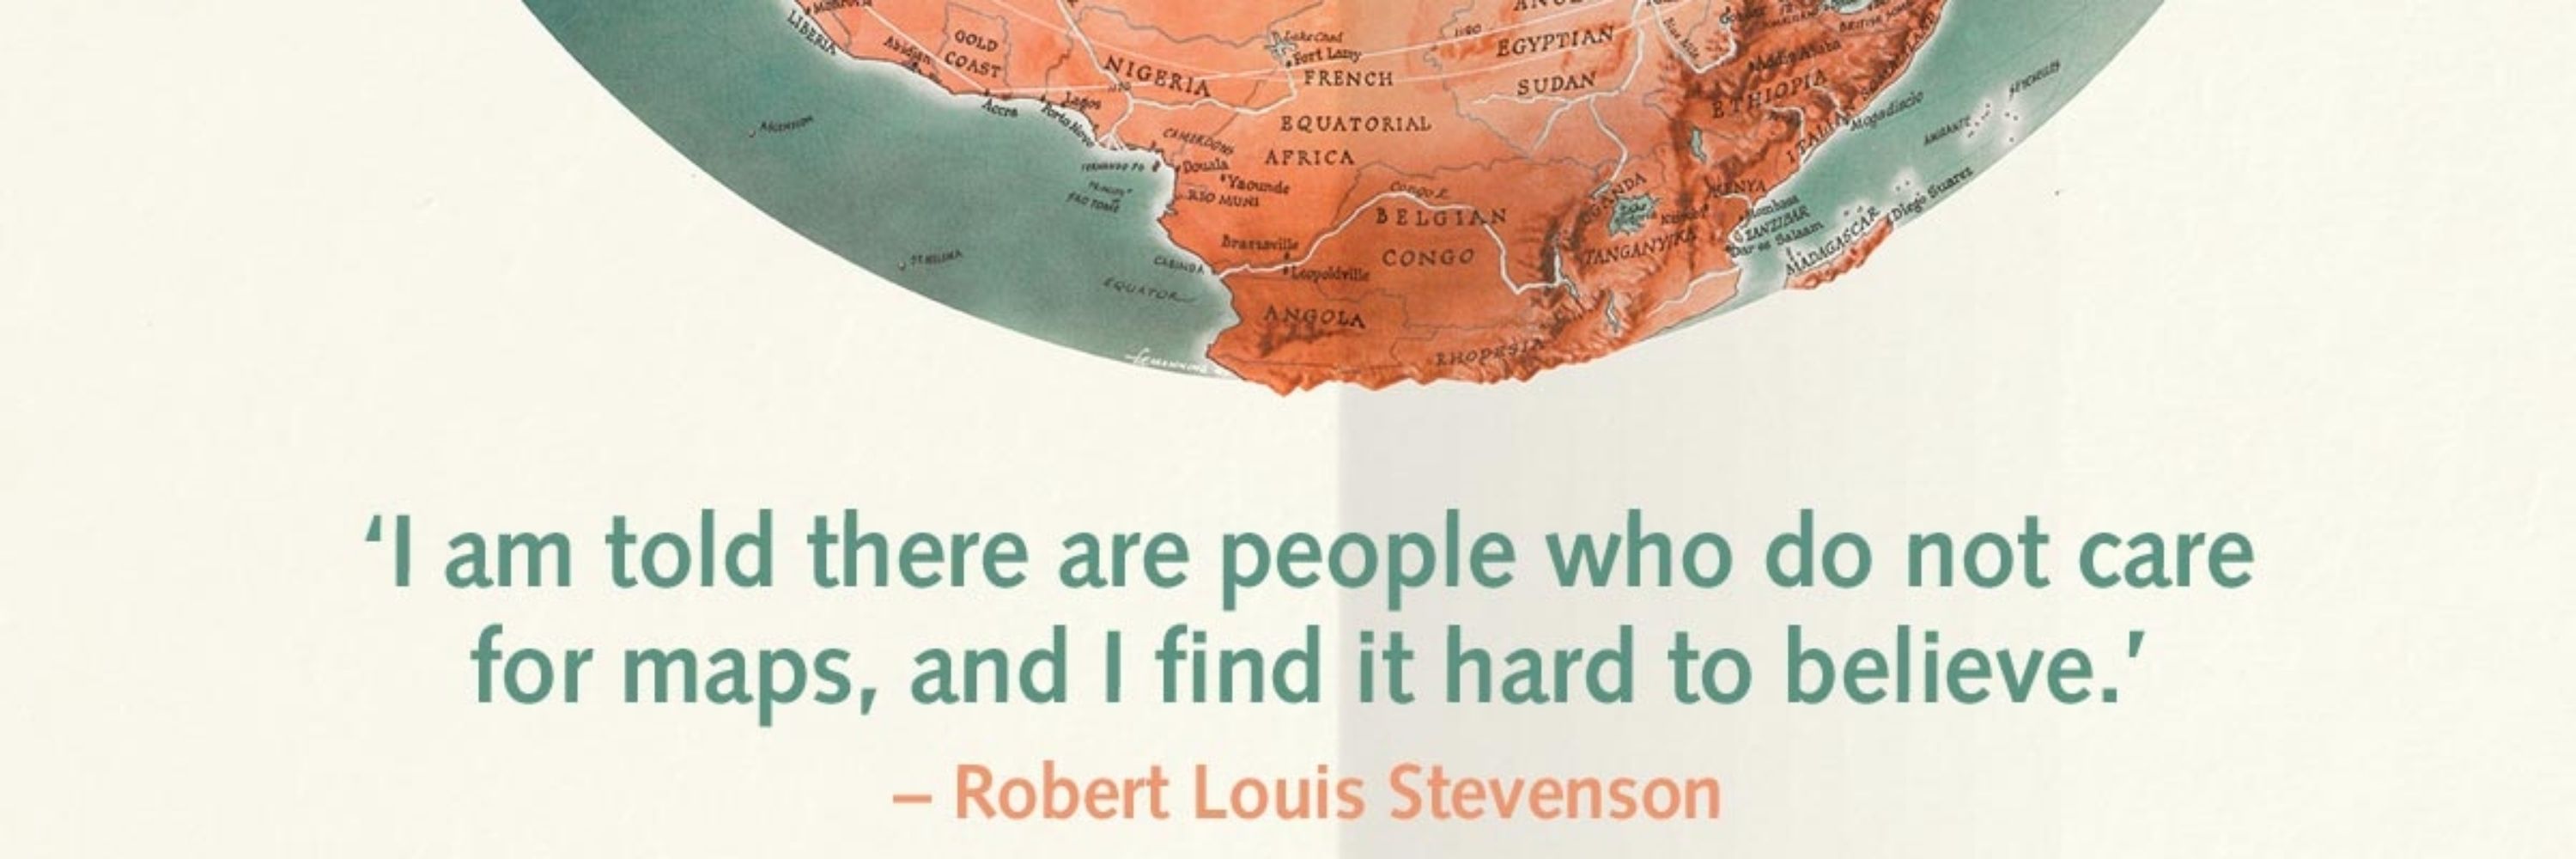 Monrovia
LIBERIA
Abidjan
GOLD
COAST
Accra
NIGERIA
Lagos
Porto Novo
Lake Chad
Fort Lamy
FRENCH
EQUATORIAL
AFRICA
EGYPTIAN
SUDAN
Addis Ababa
ETHIOPIA
Mogadiscio
SEYCHELLES
AMIRANTE
ASCENSION
CAMEROONS
FERNANDO PO
Douala
Yaounde
RIO MUNI
SAO TOME
Congo R.
BELGIAN
CONGO
UGANDA
KENYA
Mombasa
ZANZIBAR
Dar es Salaam
TANGANYIKA
Diego Suarez
MADAGASCAR
ST. HELENA
Brazzaville
CABINDA
Leopoldville
EQUATOR
ANGOLA
RHODESIA
‘I am told there are people who do not care
for maps, and I find it hard to believe.’
– Robert Louis Stevenson